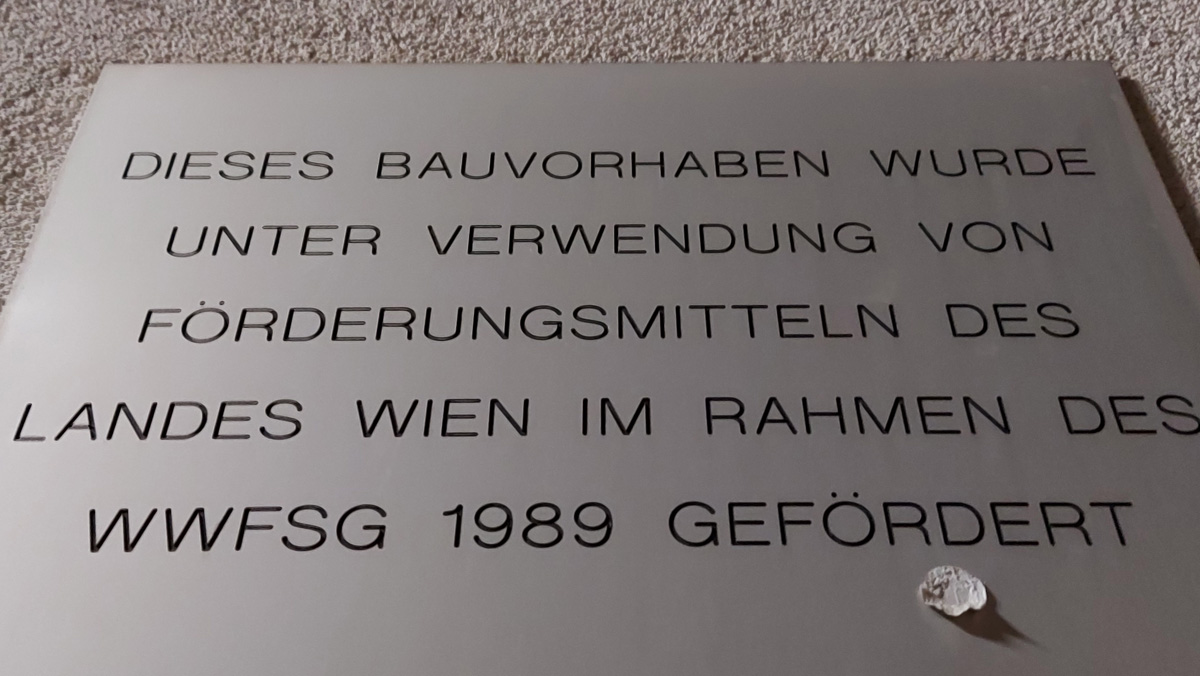 DIESES BAUVORHABEN WURDE
UNTER VERWENDUNG VON
FÖRDERUNGSMITTELN DES
LANDES WIEN IM RAHMEN DES
WWFSG 1989 GEFÖRDERT